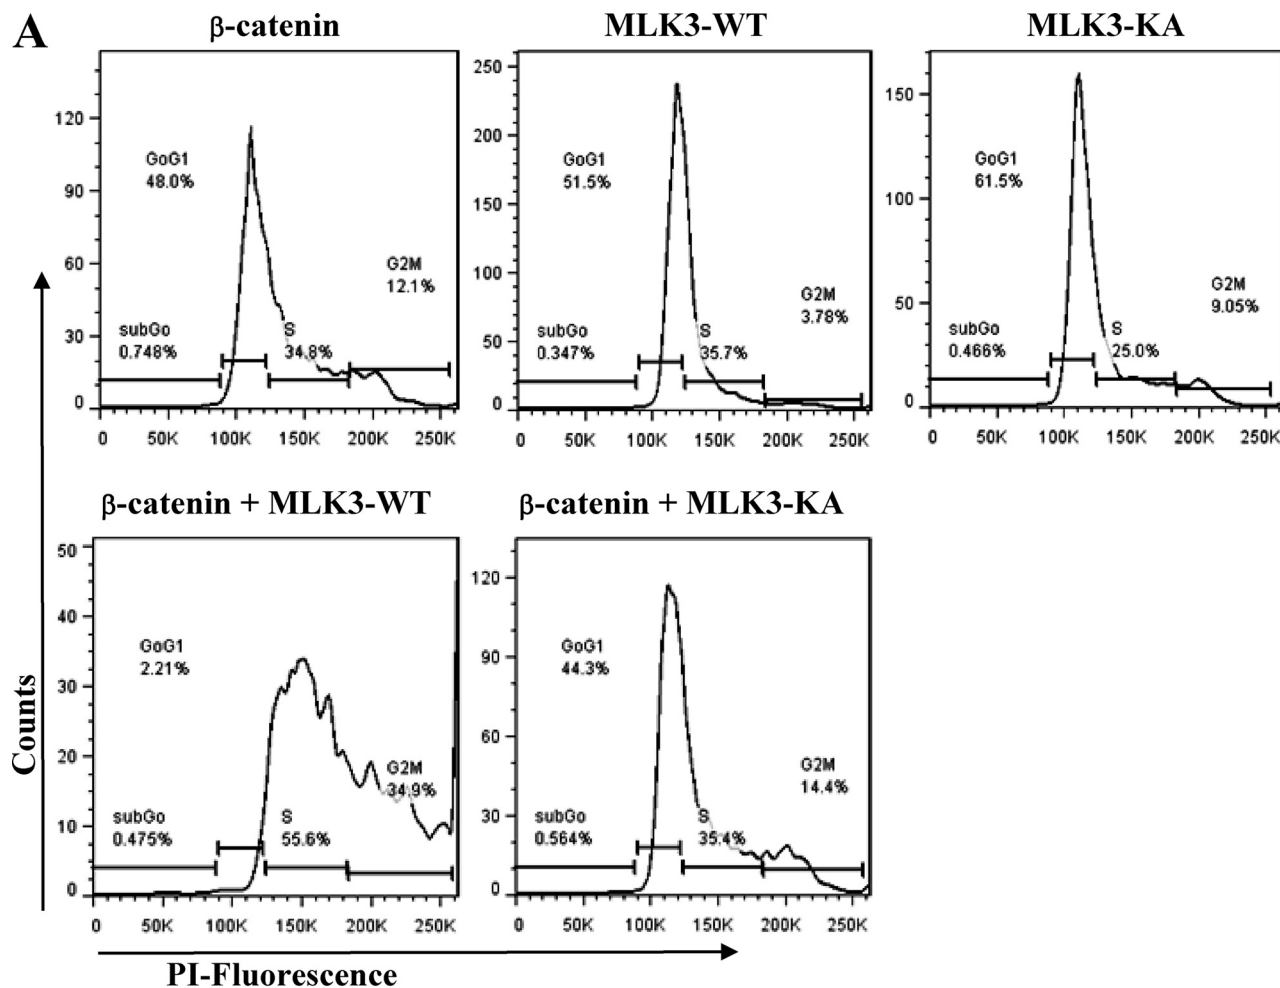 A
β-catenin
MLK3-WT
MLK3-KA
120
90
60
30
0
GoG1
48.0%
G2M
12.1%
subGo
0.748%
S
34.8%
0 50K 100K 150K 200K 250K
250
200
150
100
50
0
GoG1
51.5%
G2M
3.78%
subGo
0.347%
S
35.7%
0 50K 100K 150K 200K 250K
150
100
50
0
GoG1
61.5%
G2M
9.05%
subGo
0.466%
S
25.0%
0 50K 100K 150K 200K 250K
β-catenin + MLK3-WT
β-catenin + MLK3-KA
50
40
30
20
10
0
GoG1
2.21%
G2M
34.9%
subGo
0.475%
S
55.6%
0 50K 100K 150K 200K 250K
120
90
60
30
0
GoG1
44.3%
G2M
14.4%
subGo
0.564%
S
35.4%
0 50K 100K 150K 200K 250K
Counts
PI-Fluorescence